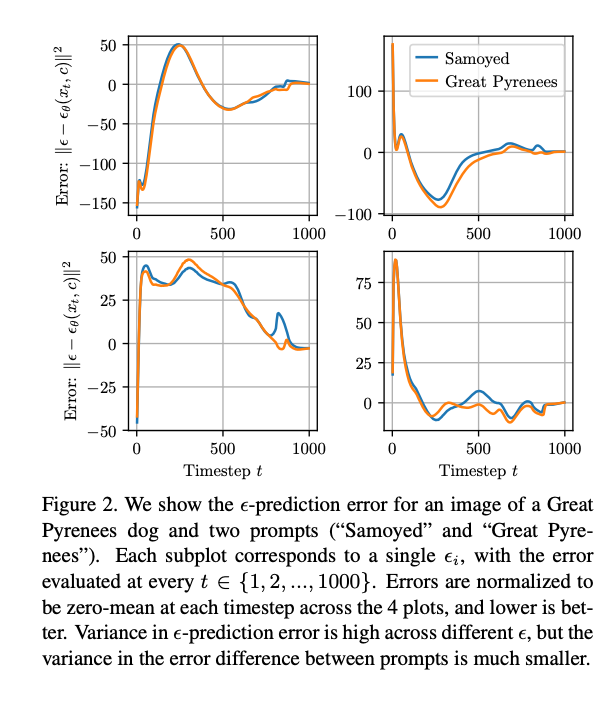 50
0
−50
−100
−150
0
500
1000
Error: ‖ϵ − ϵθ(xt, c)‖²
100
0
−100
0
500
1000
Samoyed
Great Pyrenees
50
25
0
−25
−50
0
500
1000
Error: ‖ϵ − ϵθ(xt, c)‖²
Timestep t
75
50
25
0
0
500
1000
Timestep t
Figure 2. We show the ϵ-prediction error for an image of a Great
Pyrenees dog and two prompts (“Samoyed” and “Great Pyre-
nees”). Each subplot corresponds to a single ϵi, with the error
evaluated at every t ∈ {1, 2, ..., 1000}. Errors are normalized to
be zero-mean at each timestep across the 4 plots, and lower is bet-
ter. Variance in ϵ-prediction error is high across different ϵ, but the
variance in the error difference between prompts is much smaller.